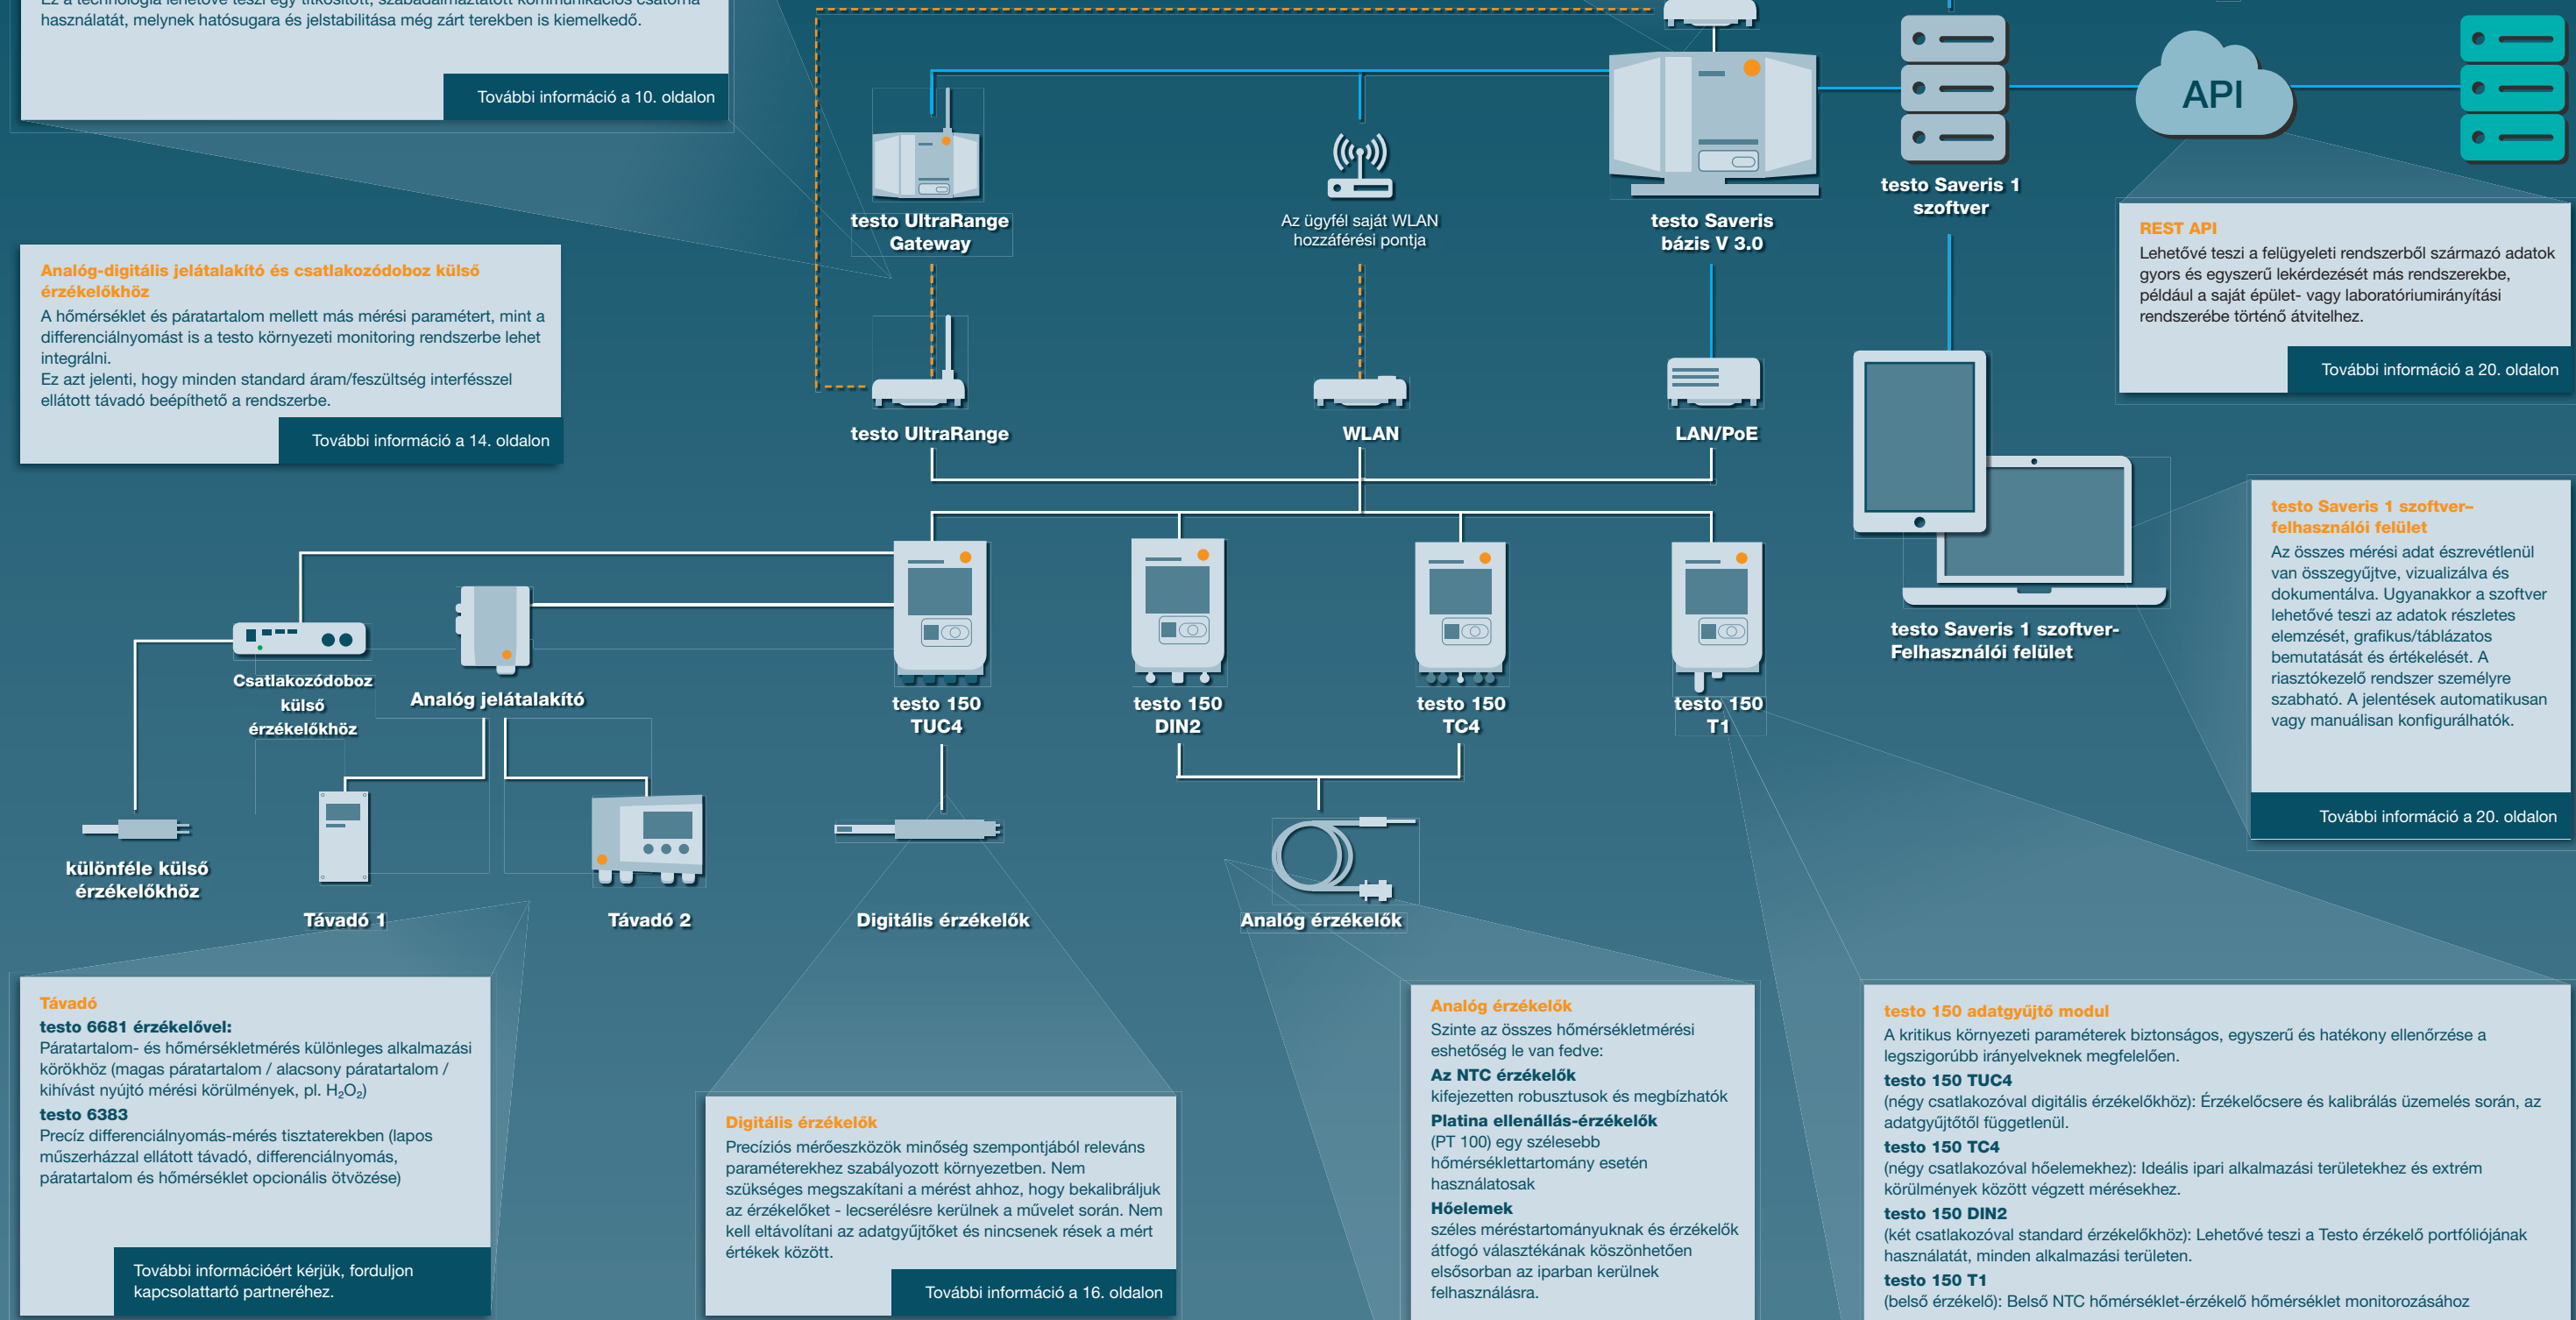 Ez a technológia lehetővé teszi egy titkosított, szabadalmaztatott kommunikációs csatorna
használatát, melynek hatósugara és jelstabilitása még zárt terekben is kiemelkedő.
További információ a 10. oldalon
API
testo UltraRange
Gateway
Az ügyfél saját WLAN
hozzáférési pontja
testo Saveris
bázis V 3.0
testo Saveris 1
szoftver
REST API
Lehetővé teszi a felügyeleti rendszerből származó adatok
gyors és egyszerű lekérdezését más rendszerekbe,
például a saját épület- vagy laboratóriumirányítási
rendszerébe történő átvitelhez.
További információ a 20. oldalon
Analóg-digitális jelátalakító és csatlakozódoboz külső
érzékelőkhöz
A hőmérséklet és páratartalom mellett más mérési paramétert, mint a
differenciálnyomást is a testo környezeti monitoring rendszerbe lehet
integrálni.
Ez azt jelenti, hogy minden standard áram/feszültség interfésszel
ellátott távadó beépíthető a rendszerbe.
További információ a 14. oldalon
testo UltraRange
WLAN
LAN/PoE
testo Saveris 1 szoftver-
Felhasználói felület
testo Saveris 1 szoftver–
felhasználói felület
Az összes mérési adat észrevétlenül
van összegyűjtve, vizualizálva és
dokumentálva. Ugyanakkor a szoftver
lehetővé teszi az adatok részletes
elemzését, grafikus/táblázatos
bemutatását és értékelését. A
riasztókezelő rendszer személyre
szabható. A jelentések automatikusan
vagy manuálisan konfigurálhatók.
További információ a 20. oldalon
Csatlakozódoboz
külső
érzékelőkhöz
Analóg jelátalakító
testo 150
TUC4
testo 150
DIN2
testo 150
TC4
testo 150
T1
különféle külső
érzékelőkhöz
Távadó 1
Távadó 2
Digitális érzékelők
Analóg érzékelők
Távadó
testo 6681 érzékelővel:
Páratartalom- és hőmérsékletmérés különleges alkalmazási
körökhöz (magas páratartalom / alacsony páratartalom /
kihívást nyújtó mérési körülmények, pl. H₂O₂)
testo 6383
Precíz differenciálnyomás-mérés tisztaterekben (lapos
műszerházzal ellátott távadó, differenciálnyomás,
páratartalom és hőmérséklet opcionális ötvözése)
További információért kérjük, forduljon
kapcsolattartó partneréhez.
Digitális érzékelők
Precíziós mérőeszközök minőség szempontjából releváns
paraméterekhez szabályozott környezetben. Nem
szükséges megszakítani a mérést ahhoz, hogy bekalibráljuk
az érzékelőket - lecserélésre kerülnek a művelet során. Nem
kell eltávolítani az adatgyűjtőket és nincsenek rések a mért
értékek között.
További információ a 16. oldalon
Analóg érzékelők
Szinte az összes hőmérsékletmérési
eshetőség le van fedve:
Az NTC érzékelők
kifejezetten robusztusok és megbízhatók
Platina ellenállás-érzékelők
(PT 100) egy szélesebb
hőmérséklettartomány esetén
használatosak
Hőelemek
széles méréstartományuknak és érzékelők
átfogó választékának köszönhetően
elsősorban az iparban kerülnek
felhasználásra.
testo 150 adatgyűjtő modul
A kritikus környezeti paraméterek biztonságos, egyszerű és hatékony ellenőrzése a
legszigorúbb irányelveknek megfelelően.
testo 150 TUC4
(négy csatlakozóval digitális érzékelőkhöz): Érzékelőcsere és kalibrálás üzemelés során, az
adatgyűjtőtől függetlenül.
testo 150 TC4
(négy csatlakozóval hőelemekhez): Ideális ipari alkalmazási területekhez és extrém
körülmények között végzett mérésekhez.
testo 150 DIN2
(két csatlakozóval standard érzékelőkhöz): Lehetővé teszi a Testo érzékelő portfóliójának
használatát, minden alkalmazási területen.
testo 150 T1
(belső érzékelő): Belső NTC hőmérséklet-érzékelő hőmérséklet monitorozásához